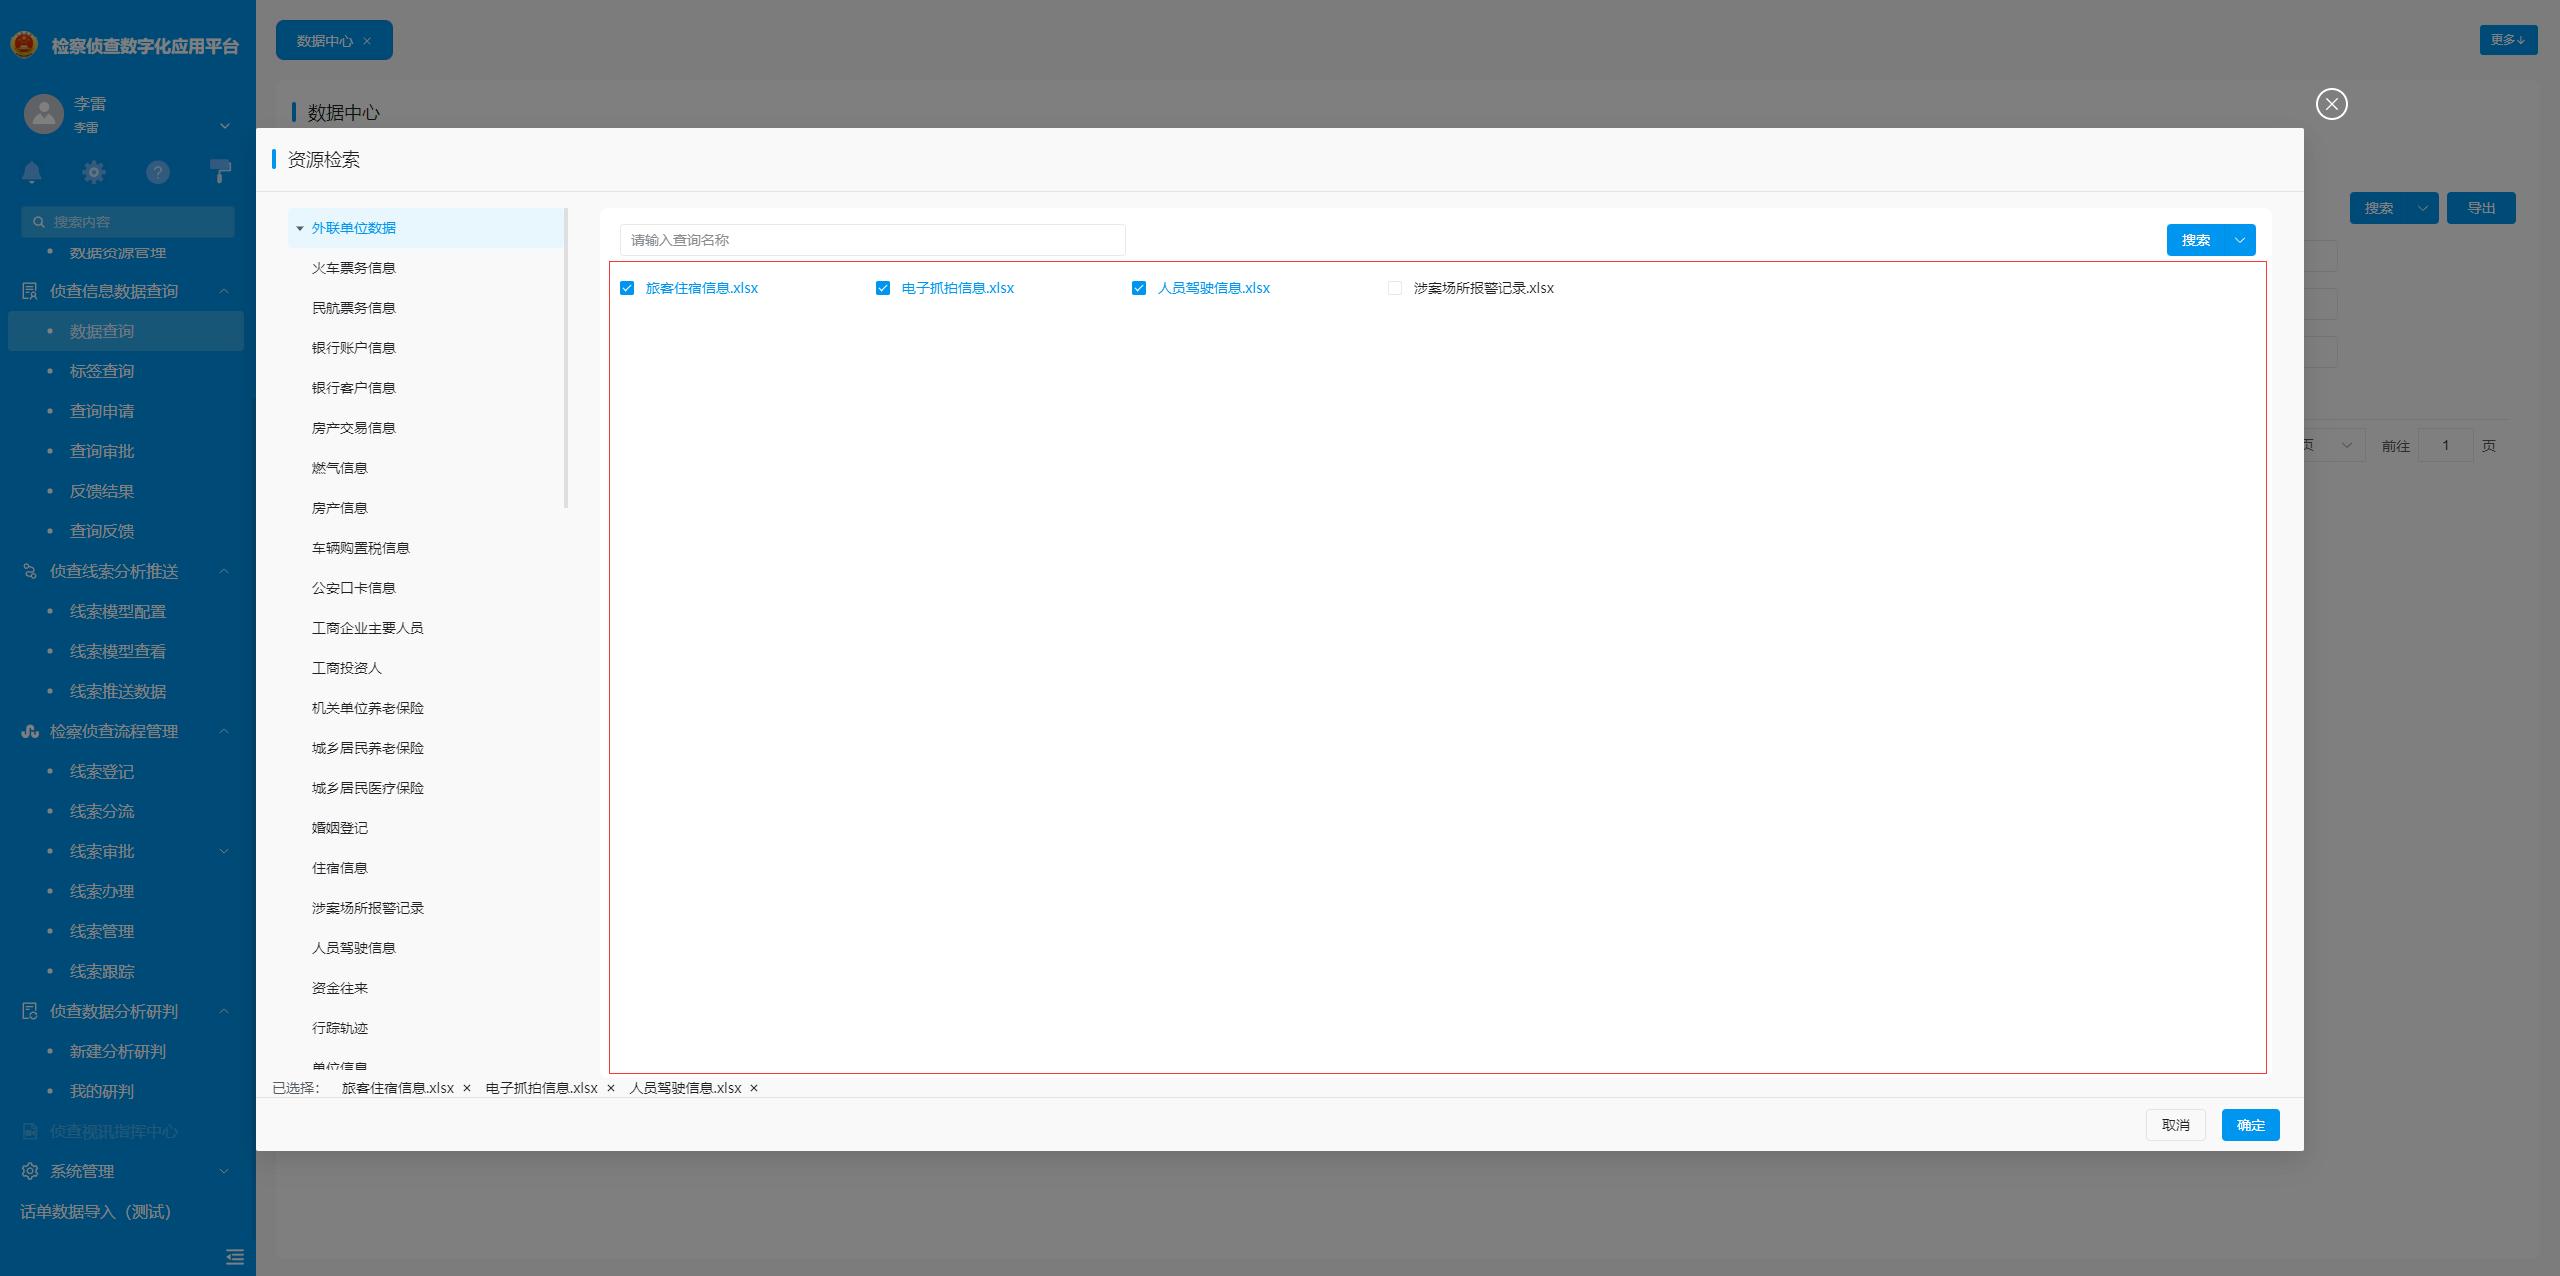 检察侦查数字化应用平台
李雷
李雷
搜索内容
数据资源管理
侦查信息数据查询
数据查询
标签查询
查询申请
查询审批
反馈结果
查询反馈
侦查线索分析推送
线索模型配置
线索模型查看
线索推送数据
检察侦查流程管理
线索登记
线索分流
线索审批
线索办理
线索管理
线索跟踪
侦查数据分析研判
新建分析研判
我的研判
侦查视讯指挥中心
系统管理
话单数据导入（测试）
数据中心 ×
更多↓
数据中心
搜索
导出
页
前往 1 页
资源检索
外联单位数据
火车票务信息
民航票务信息
银行账户信息
银行客户信息
房产交易信息
燃气信息
房产信息
车辆购置税信息
公安口卡信息
工商企业主要人员
工商投资人
机关单位养老保险
城乡居民养老保险
城乡居民医疗保险
婚姻登记
住宿信息
涉案场所报警记录
人员驾驶信息
资金往来
行踪轨迹
单位信息
请输入查询名称
搜索
旅客住宿信息.xlsx 电子抓拍信息.xlsx 人员驾驶信息.xlsx 涉案场所报警记录.xlsx
已选择： 旅客住宿信息.xlsx × 电子抓拍信息.xlsx × 人员驾驶信息.xlsx ×
取消 确定